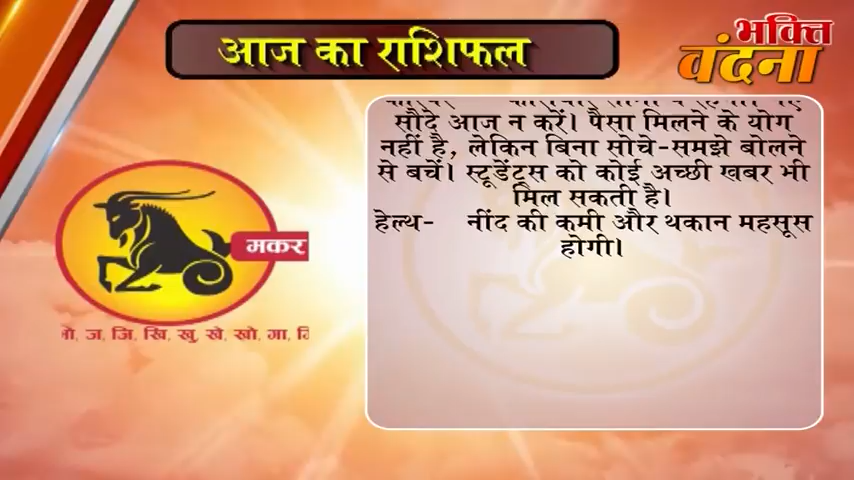 आज का राशिफल
भक्ति
वंदना
सौदे आज न करें। पैसा मिलने के योग
नहीं है, लेकिन बिना सोचे-समझे बोलने
से बचें। स्टूडेंट्स को कोई अच्छी खबर भी
मिल सकती है।
हेल्थ- नींद की कमी और थकान महसूस
होगी।
मकर
ज, जि, खि, खु, खे, खो, गा,